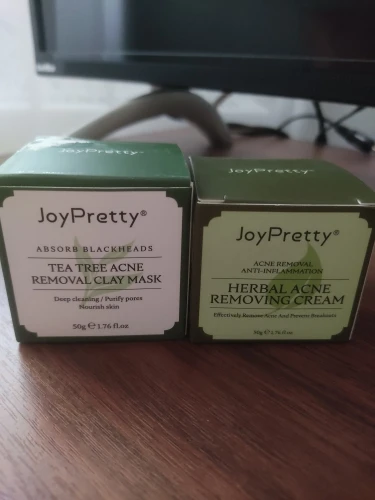 JoyPretty
JoyPretty®
ABSORB BLACKHEADS
TEA TREE ACNE
REMOVAL CLAY MASK
Deep cleaning / Purify pores
Nourish skin
50g ℮ 1.76 fl.oz
JoyPretty
JoyPretty®
ACNE REMOVAL
ANTI-INFLAMMATION
HERBAL ACNE
REMOVING CREAM
Effectively Remove Acne And Prevent Breakouts
50g ℮ 1.76 fl.oz